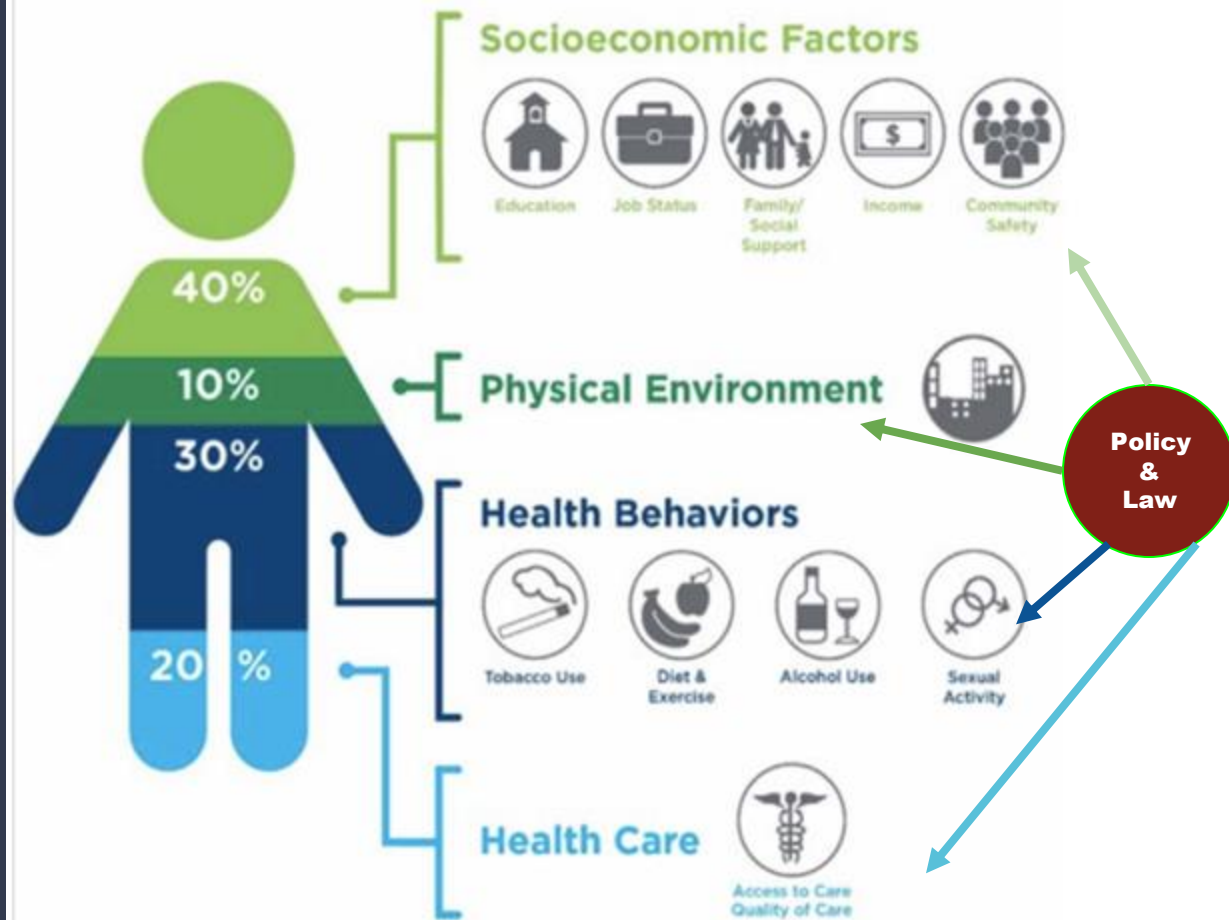 Socioeconomic Factors
$
Education
Job Status
Family/
Social
Support
Income
Community
Safety
40%
10%
Physical Environment
Policy
&
Law
30%
Health Behaviors
Tobacco Use
Diet &
Exercise
Alcohol Use
Sexual
Activity
20 %
Health Care
Access to Care
Quality of Care